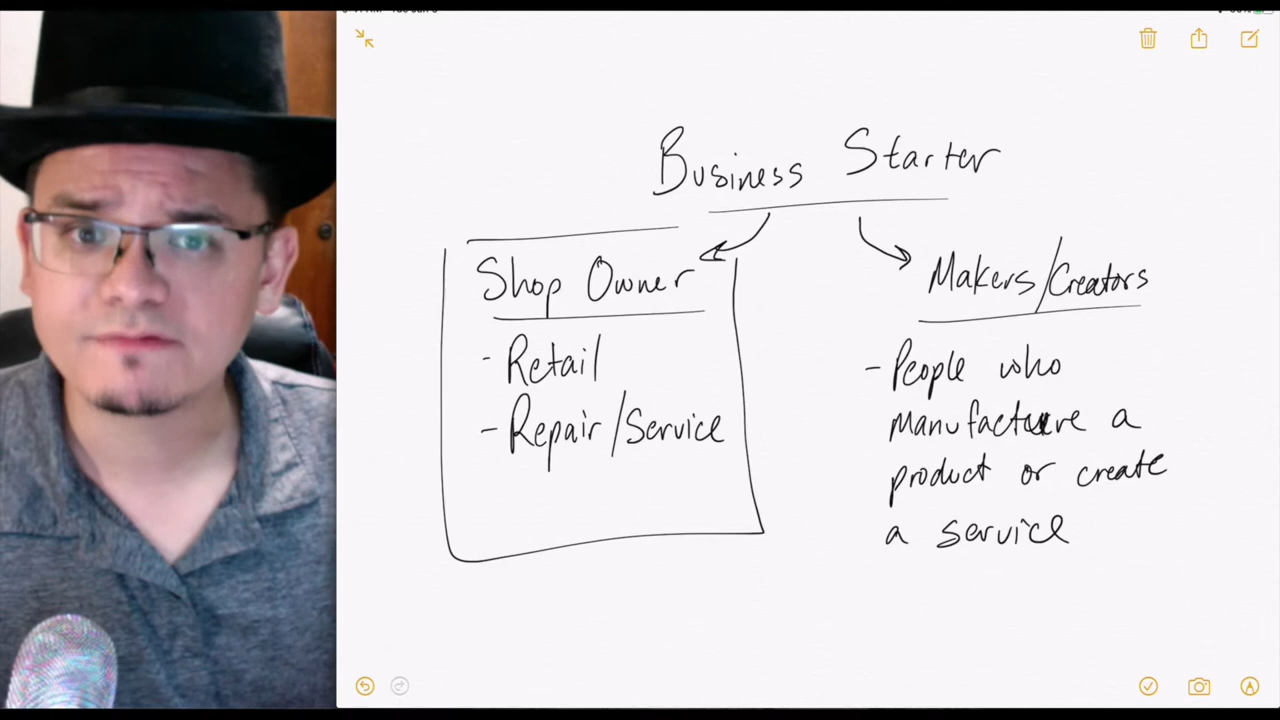 Business Starter
Shop Owner
- Retail
- Repair/Service
Makers/Creators
- People who
manufacture a
product or create
a service